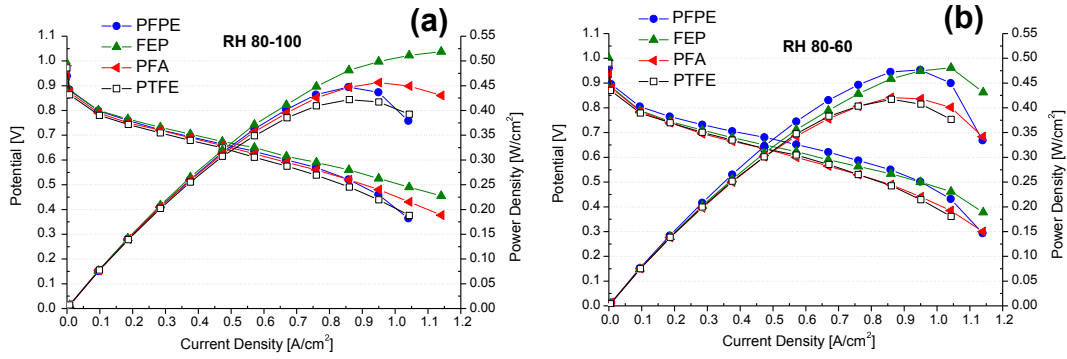 (a)
PFPE
FEP
PFA
PTFE
RH 80-100
1.1
1.0
0.9
0.8
0.7
0.6
0.5
0.4
0.3
0.2
0.1
0.0
Potential [V]
0.55
0.50
0.45
0.40
0.35
0.30
0.25
0.20
0.15
0.10
0.05
0.00
Power Density [W/cm²]
0.0 0.1 0.2 0.3 0.4 0.5 0.6 0.7 0.8 0.9 1.0 1.1 1.2
Current Density [A/cm²]
(b)
PFPE
FEP
PFA
PTFE
RH 80-60
1.1
1.0
0.9
0.8
0.7
0.6
0.5
0.4
0.3
0.2
0.1
0.0
Potential [V]
0.55
0.50
0.45
0.40
0.35
0.30
0.25
0.20
0.15
0.10
0.05
0.00
Power Density [W/cm²]
0.0 0.1 0.2 0.3 0.4 0.5 0.6 0.7 0.8 0.9 1.0 1.1 1.2
Current Density [A/cm²]